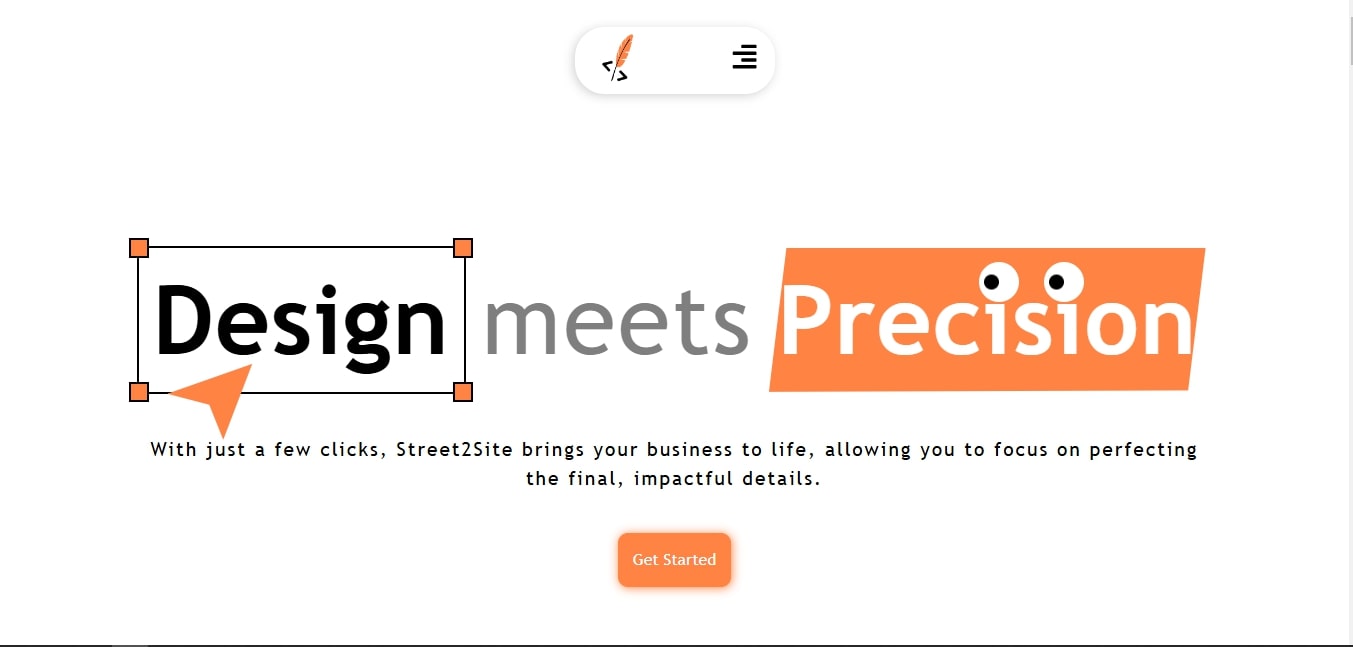 Design meets Precision
With just a few clicks, Street2Site brings your business to life, allowing you to focus on perfecting
the final, impactful details.
Get Started